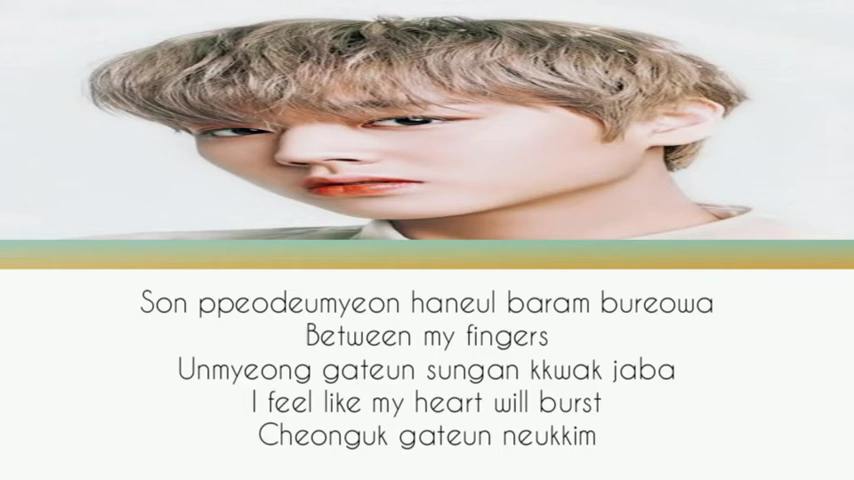 Son ppeodeumyeon haneul baram bureowa
Between my fingers
Unmyeong gateun sungan kkwak jaba
I feel like my heart will burst
Cheonguk gateun neukkim